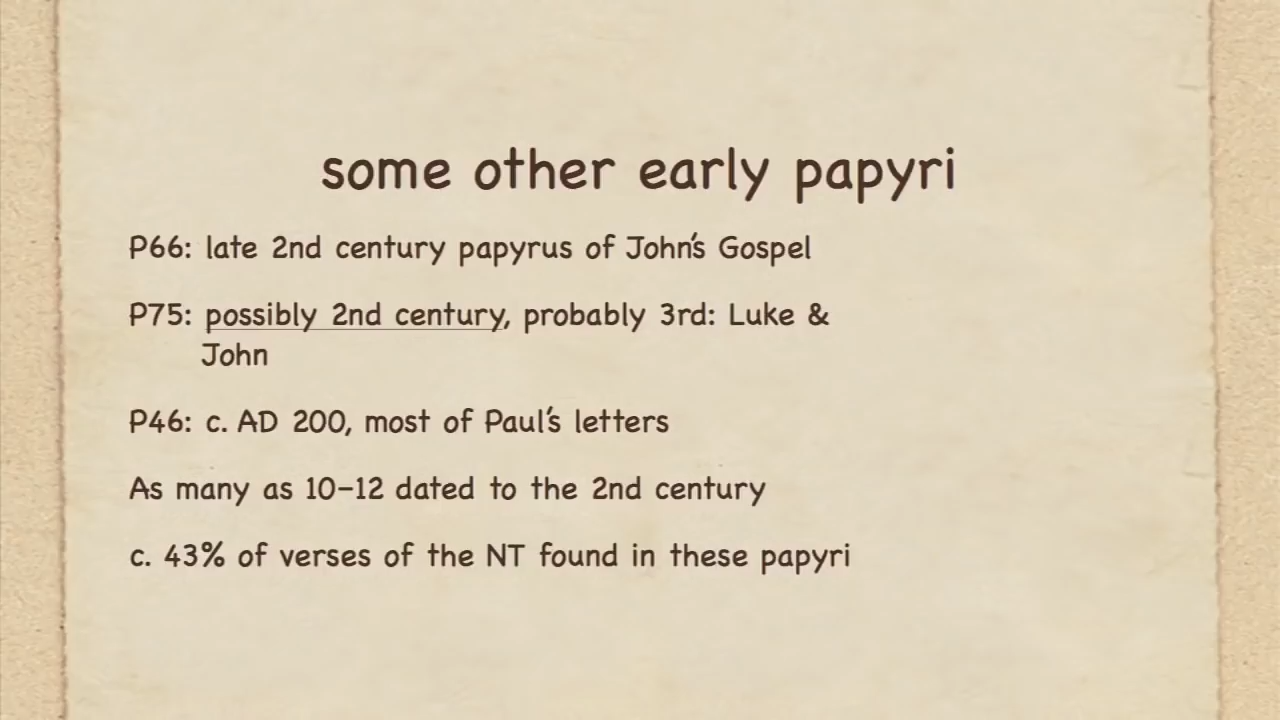 some other early papyri
P66: late 2nd century papyrus of John's Gospel
P75: possibly 2nd century, probably 3rd: Luke &
John
P46: c. AD 200, most of Paul's letters
As many as 10–12 dated to the 2nd century
c. 43% of verses of the NT found in these papyri